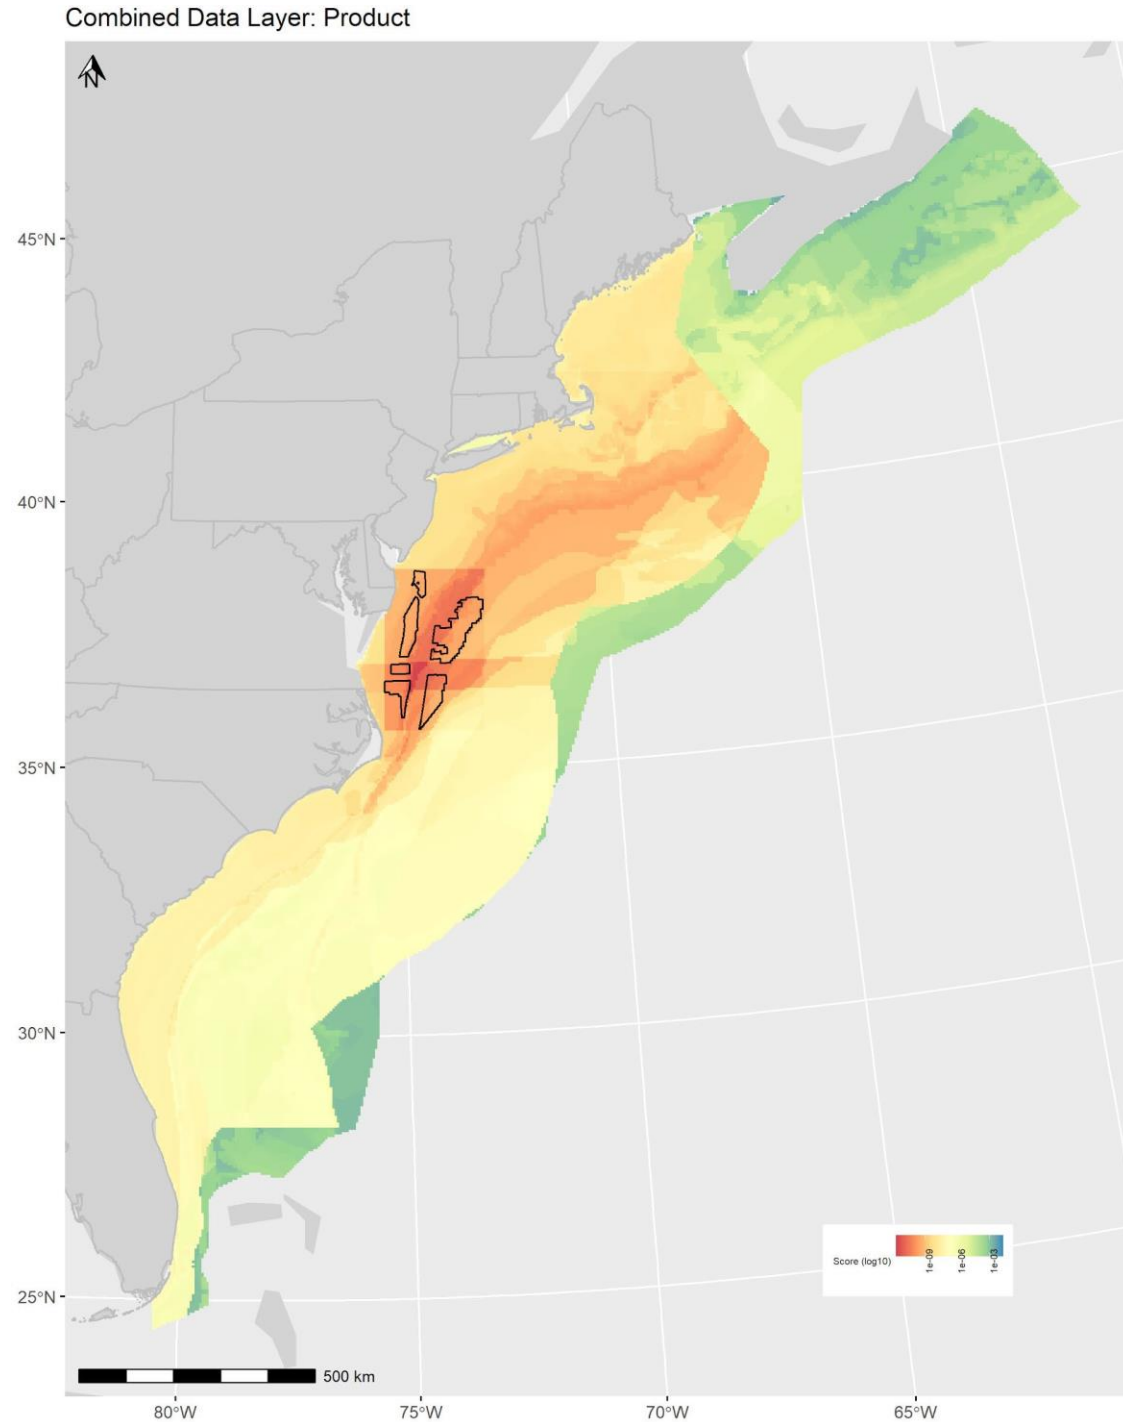 Combined Data Layer: Product
N
45°N
40°N
35°N
30°N
25°N
Score (log10)
1e-09
1e-06
1e-03
500 km
80°W
75°W
70°W
65°W